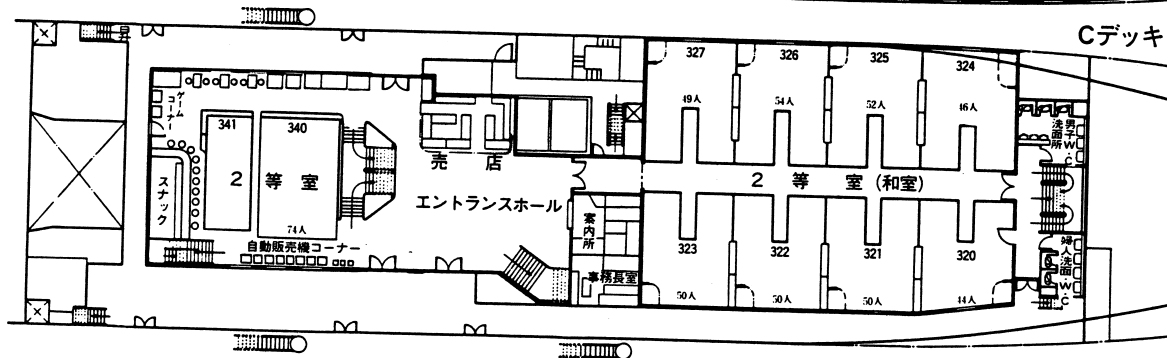 Cデッキ
昇
327
326
325
324
49人
54人
52人
46人
ゲームコーナー
341
340
2等室
74人
スナック
自動販売機コーナー
売店
エントランスホール
案内所
事務長室
2等室(和室)
323
322
321
320
50人
50人
50人
44人
男子W.C
洗面所
婦人洗面・W.C